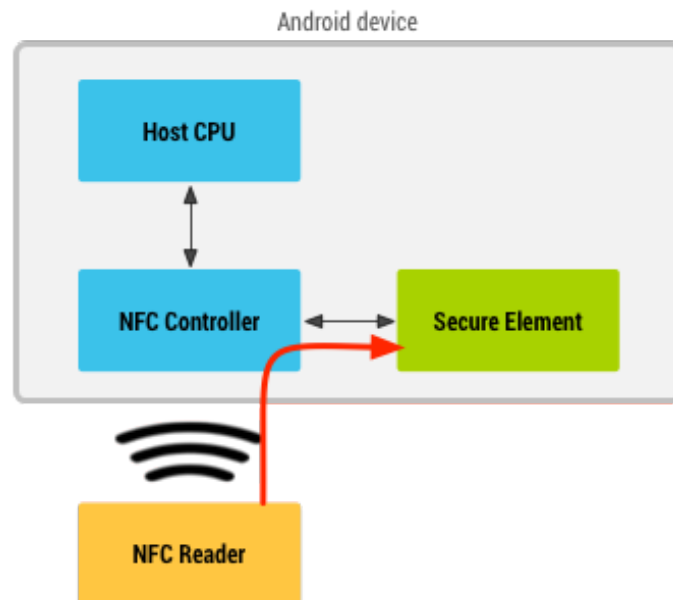 Android device
Host CPU
NFC Controller
Secure Element
NFC Reader